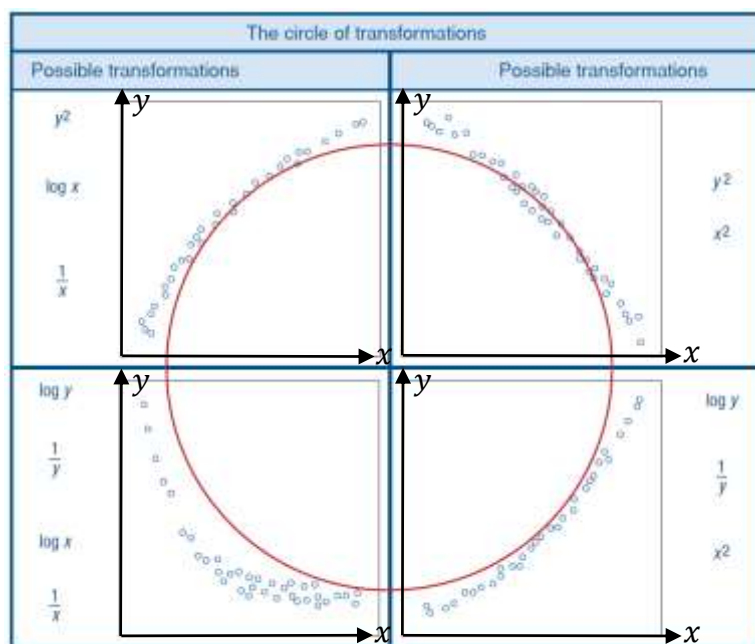 The circle of transformations
Possible transformations
Possible transformations
y
y²
log x
1/x
x
y
y²
x²
x
y
log y
1/y
log x
1/x
x
y
log y
1/y
x²
x